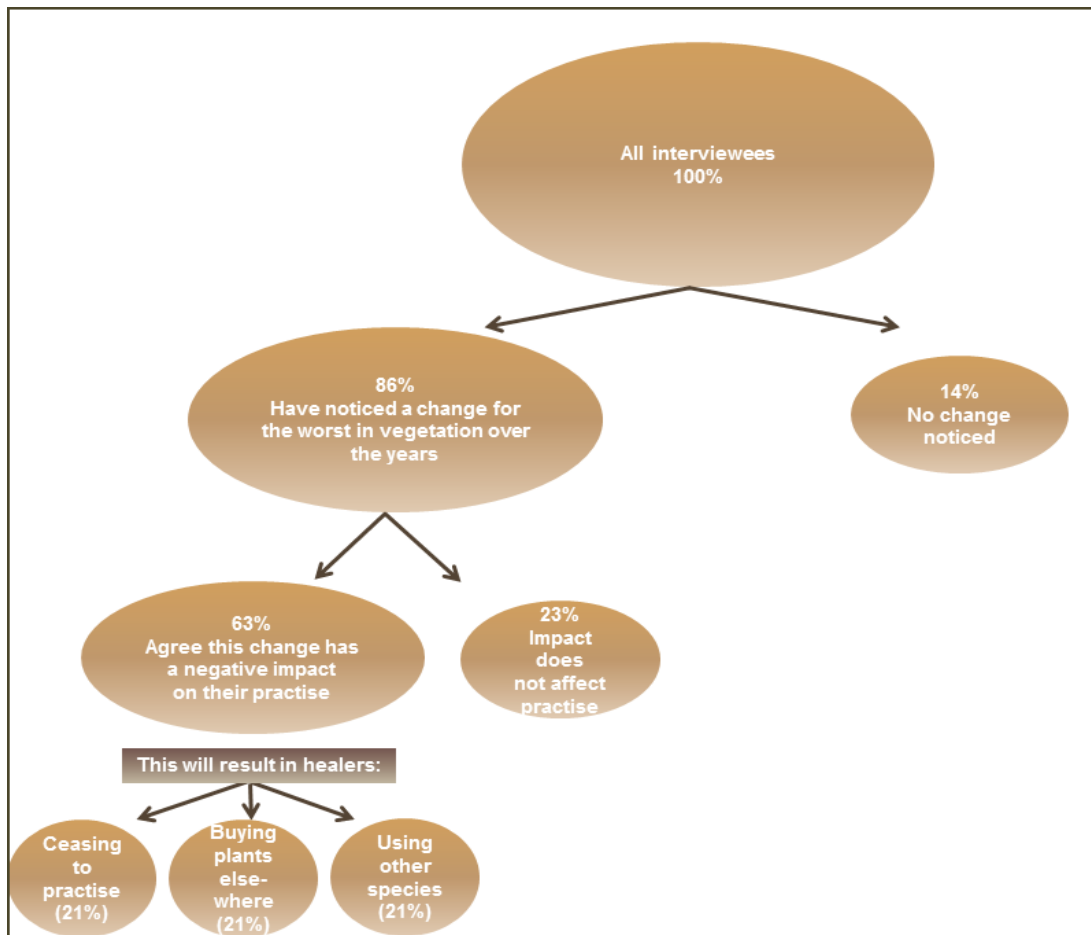 All interviewees
100%
86%
Have noticed a change for
the worst in vegetation over
the years
14%
No change
noticed
63%
Agree this change has
a negative impact
on their practise
23%
Impact
does
not affect
practise
This will result in healers:
Ceasing
to
practise
(21%)
Buying
plants
else-
where
(21%)
Using
other
species
(21%)